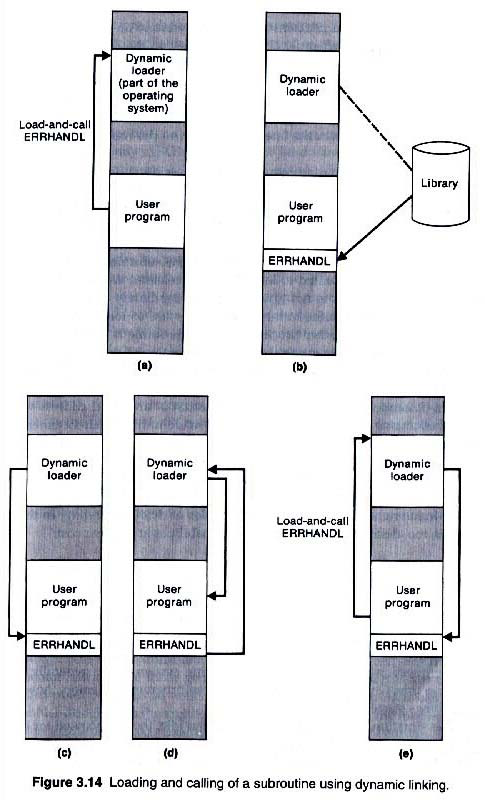 Dynamic
loader
(part of the
operating
system)
Load-and-call
ERRHANDL
User
program
(a)
Dynamic
loader
Library
User
program
ERRHANDL
(b)
Dynamic
loader
User
program
ERRHANDL
(c)
Dynamic
loader
User
program
ERRHANDL
(d)
Dynamic
loader
Load-and-call
ERRHANDL
User
program
ERRHANDL
(e)
Figure 3.14 Loading and calling of a subroutine using dynamic linking.